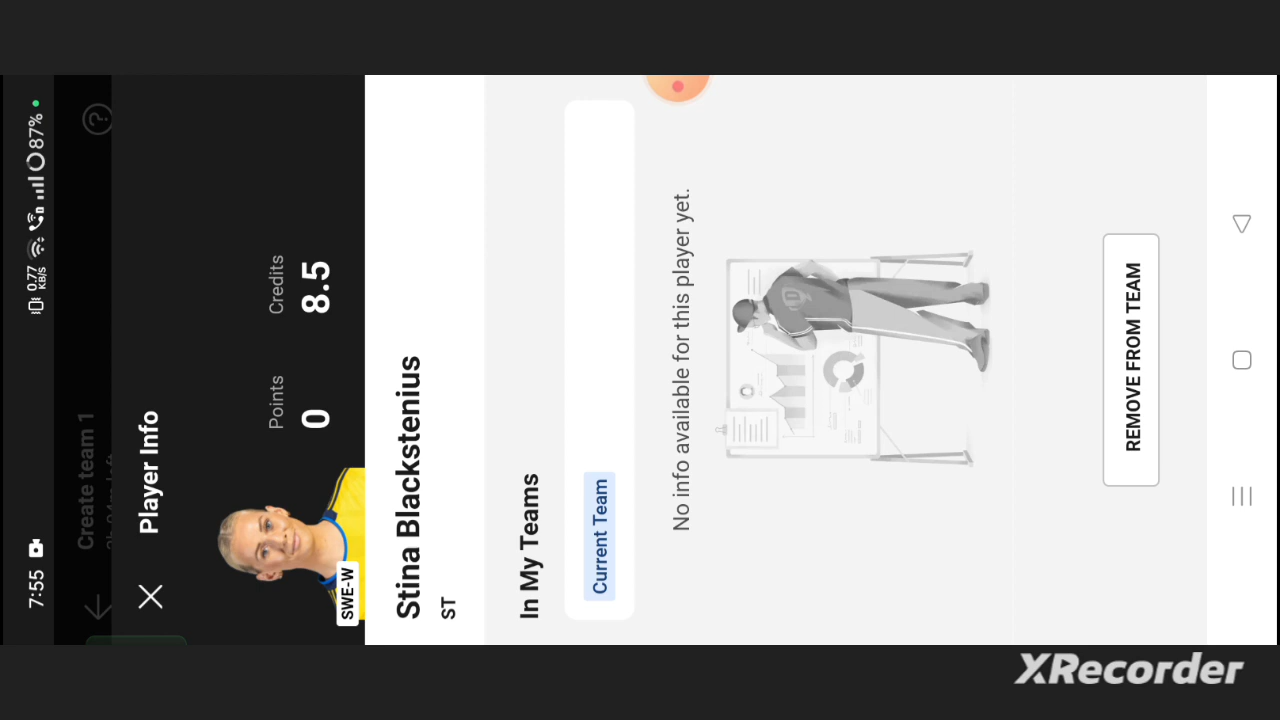 7:55
0.77
KB/S
87%
Create team 1
Player Info
SWE-W
Points
0
Credits
8.5
Stina Blackstenius
ST
In My Teams
Current Team
No info available for this player yet.
REMOVE FROM TEAM
XRecorder